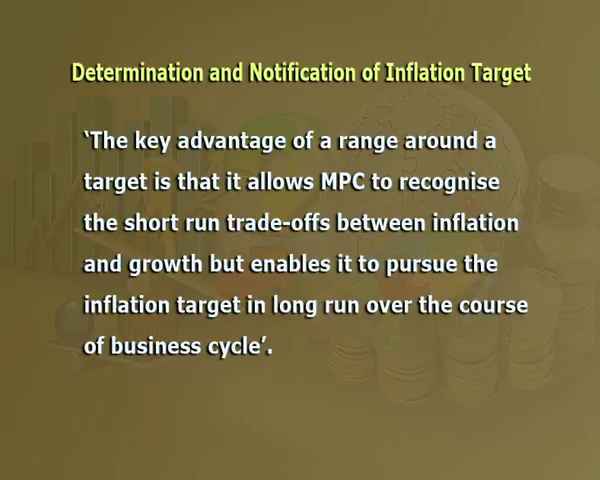 Determination and Notification of Inflation Target
‘The key advantage of a range around a
target is that it allows MPC to recognise
the short run trade-offs between inflation
and growth but enables it to pursue the
inflation target in long run over the course
of business cycle’.